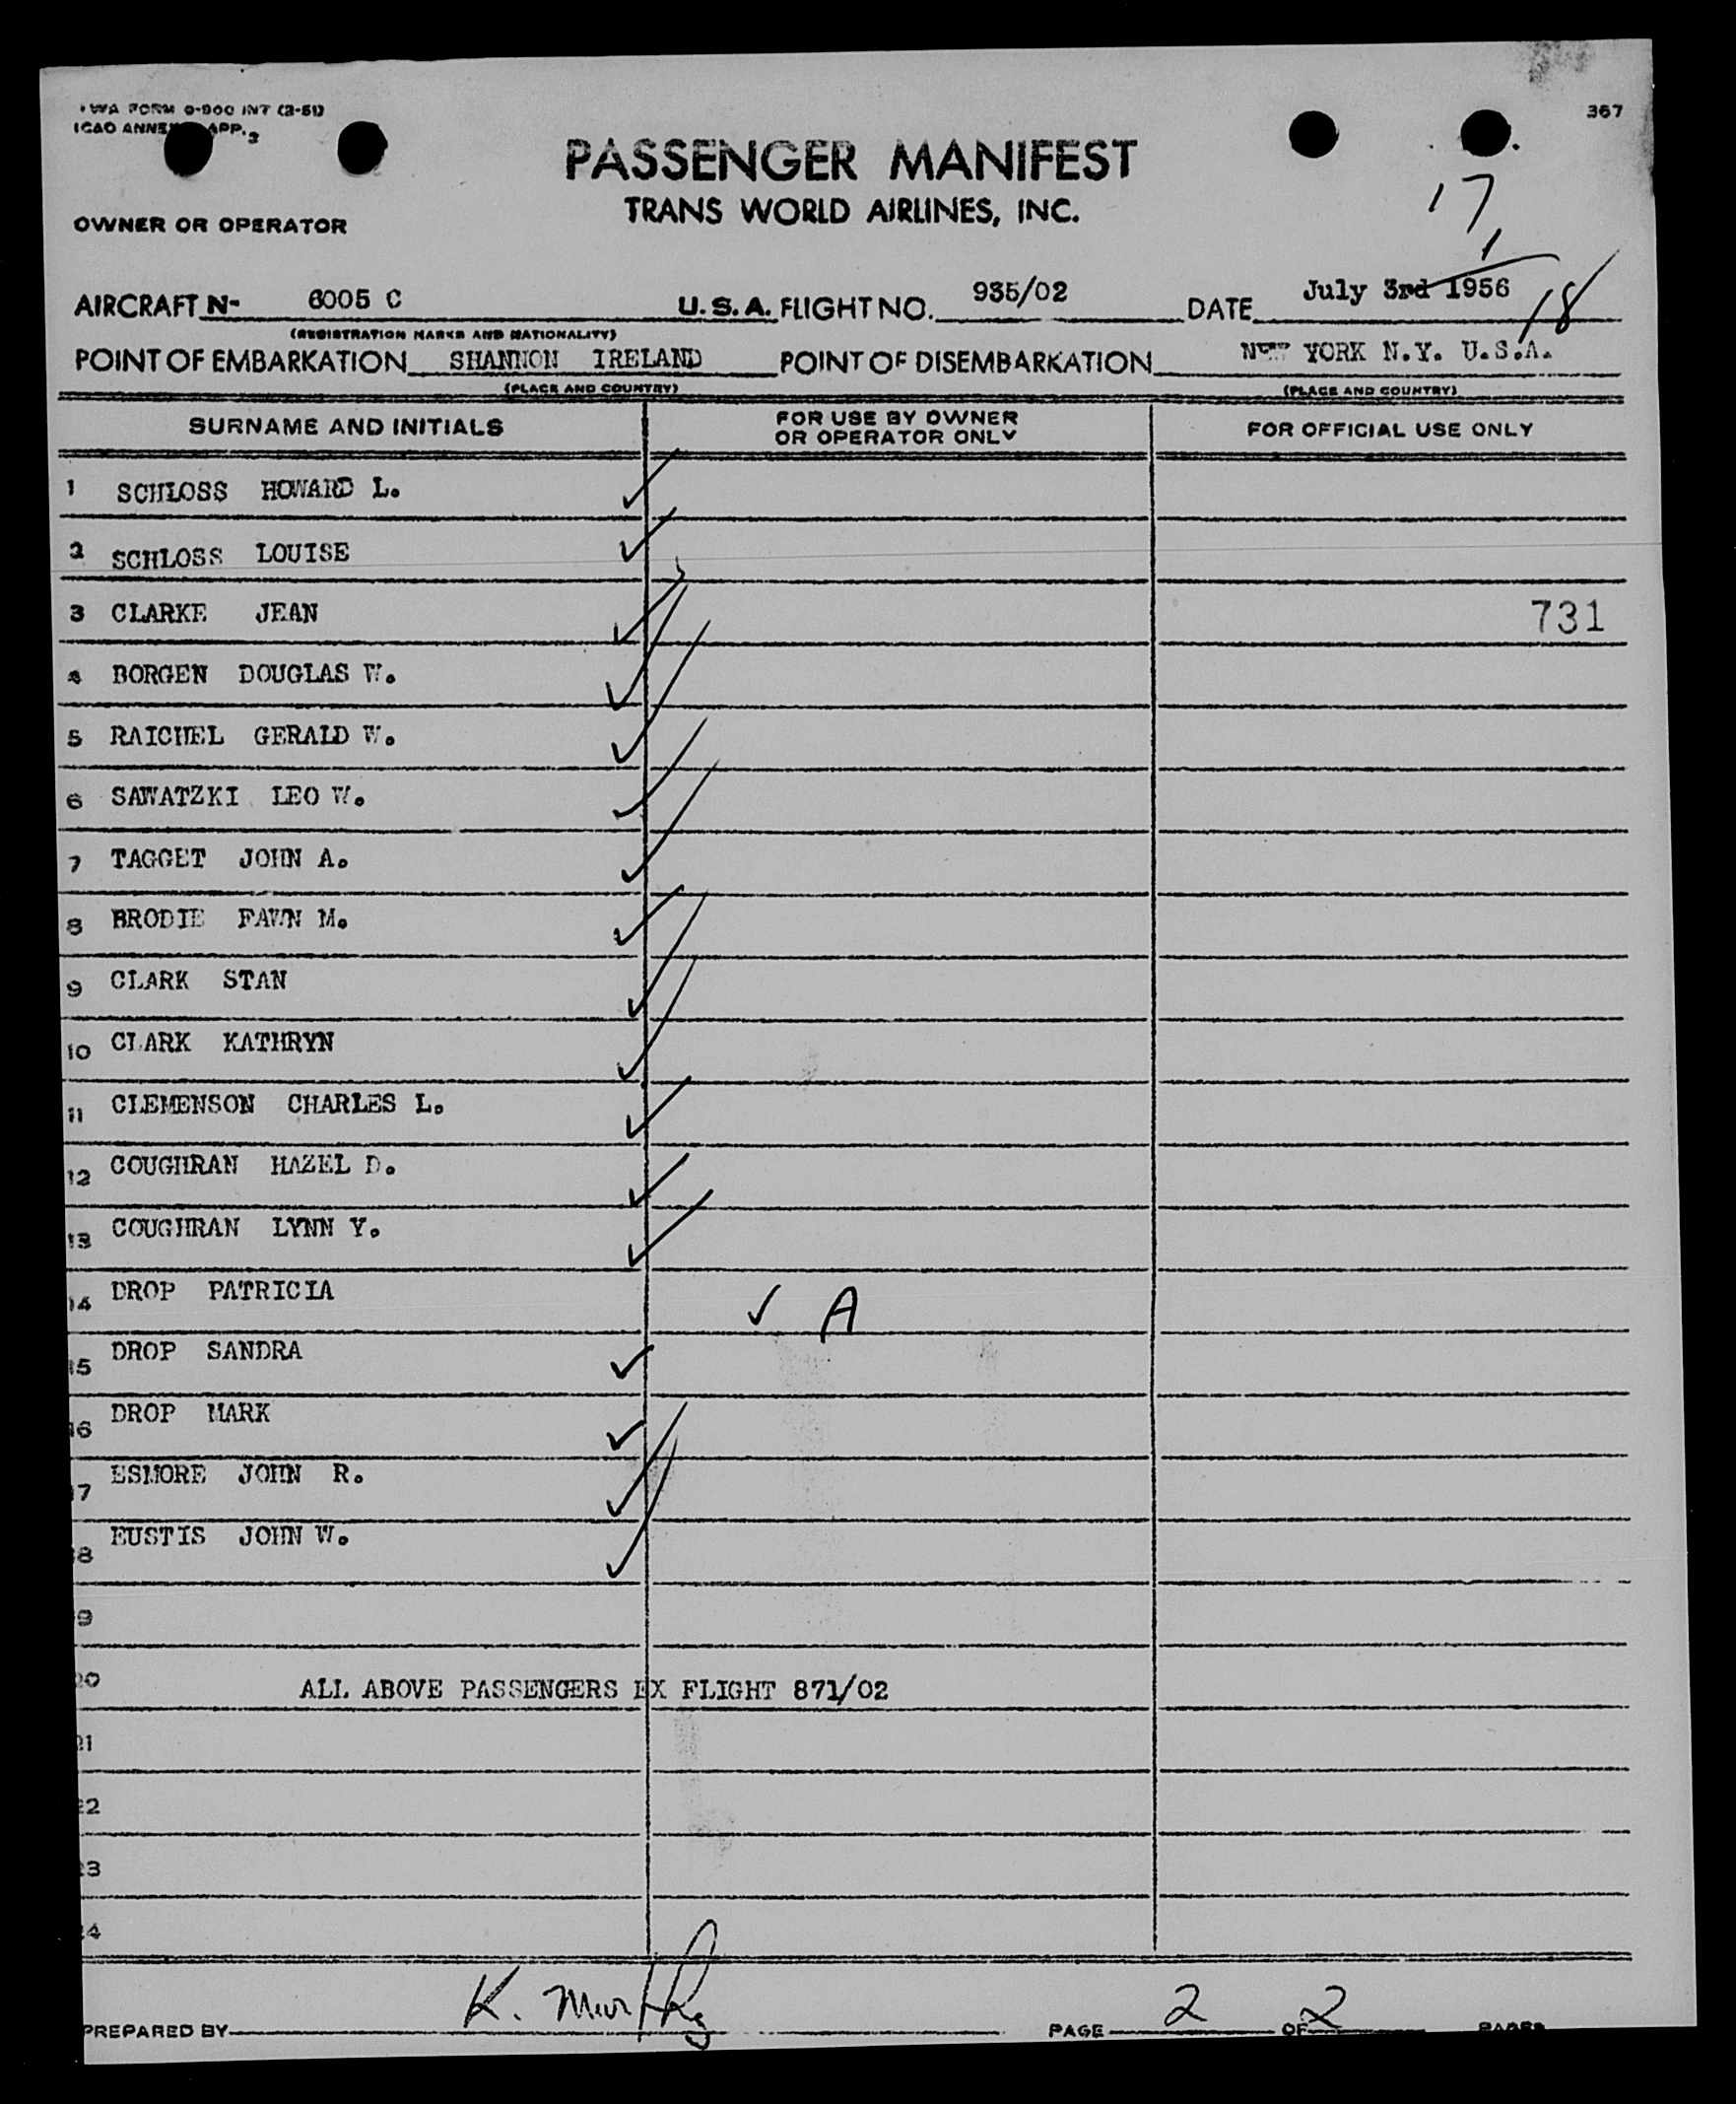 TWA FORM 0-900 INT (2-51)
367
ICAO ANNEX APP. 3
PASSENGER MANIFEST
TRANS WORLD AIRLINES, INC.
17
OWNER OR OPERATOR
1
AIRCRAFT N- 6005 C U.S.A. FLIGHT NO. 935/02 DATE July 3rd 1956
18
(REGISTRATION MARKS AND NATIONALITY)
POINT OF EMBARKATION SHANNON IRELAND POINT OF DISEMBARKATION NEW YORK N.Y. U.S.A.
(PLACE AND COUNTRY) (PLACE AND COUNTRY)
SURNAME AND INITIALS FOR USE BY OWNER OR OPERATOR ONLY FOR OFFICIAL USE ONLY
1 SCHLOSS HOWARD L. ✓
2 SCHLOSS LOUISE ✓
3 CLARKE JEAN ✓ 731
4 BORGEN DOUGLAS W. ✓
5 RAICHEL GERALD W. ✓
6 SAWATZKI LEO W. ✓
7 TAGGET JOHN A. ✓
8 BRODIE FAWN M. ✓
9 CLARK STAN ✓
10 CLARK KATHRYN ✓
11 CLEMENSON CHARLES L. ✓
12 COUGHRAN HAZEL D. ✓
13 COUGHRAN LYNN Y. ✓
14 DROP PATRICIA ✓ A
15 DROP SANDRA ✓
16 DROP MARK ✓
17 ESMORE JOHN R. ✓
18 EUSTIS JOHN W. ✓
19
20 ALL ABOVE PASSENGERS EX FLIGHT 871/02
21
22
23
24
PREPARED BY K. Murphy PAGE 2 OF 2 PAGES